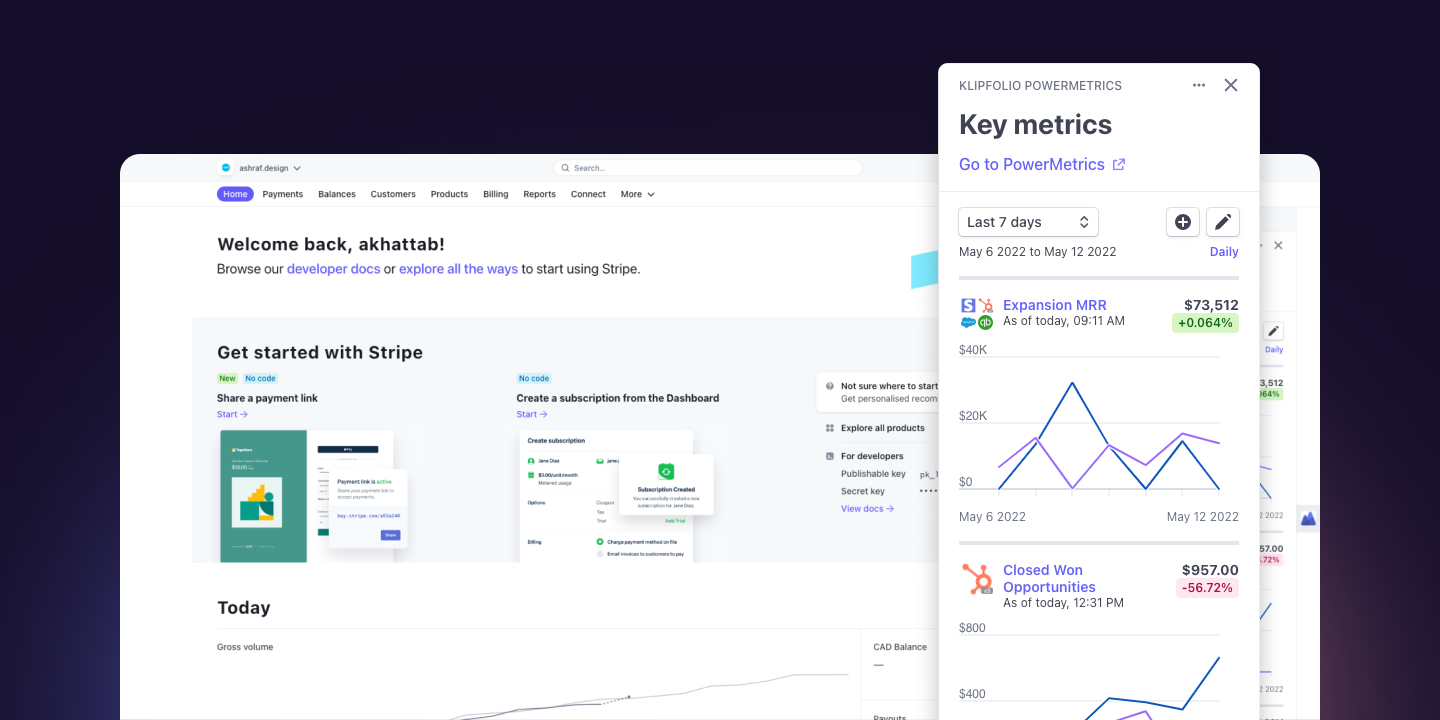 KLIPFOLIO POWERMETRICS
Key metrics
Go to PowerMetrics
Last 7 days
May 6 2022 to May 12 2022
Daily
Expansion MRR
$73,512
As of today, 09:11 AM
+0.064%
$40K
$20K
$0
May 6 2022
May 12 2022
Closed Won
Opportunities
$957.00
-56.72%
As of today, 12:31 PM
$800
$400
ashraf.design
Search...
Home
Payments
Balances
Customers
Products
Billing
Reports
Connect
More
Welcome back, akhattab!
Browse our developer docs or explore all the ways to start using Stripe.
Get started with Stripe
New
No code
Share a payment link
Start →
Payment link is active
Share your payment link to
accept payments.
Share
No code
Create a subscription from the Dashboard
Start →
Create subscription
Jane Diaz
$3.00/unit/month
Metered usage
Options
Coupon
Tax
Trial
Add Trial
Billing
Charge payment method on file
Email invoices to customers to pay
Subscription Created
You successfully created a new
subscription for Jane Diaz.
Not sure where to start
Get personalised recom
Explore all products
For developers
Publishable key
pk_1
Secret key
••••
View docs →
Today
Gross volume
CAD Balance
—
Payouts
Daily
3,512
064%
2 2022
57.00
.72%
2 2022